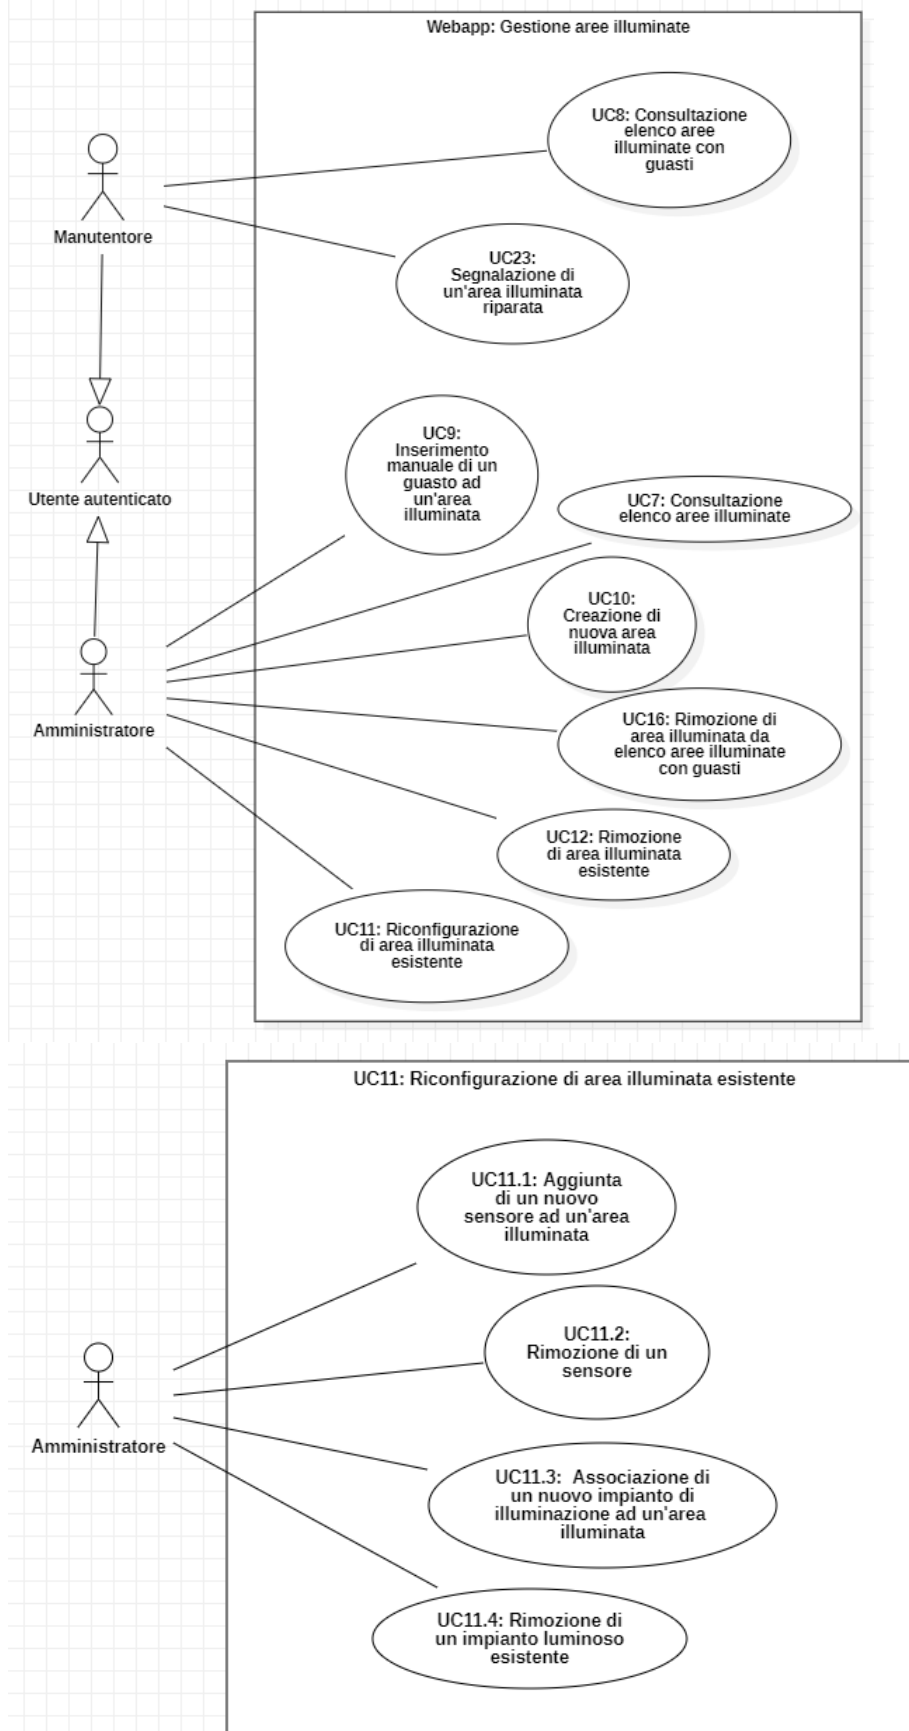 Webapp: Gestione aree illuminate
UC8: Consultazione
elenco aree
illuminate con
guasti
Manutentore
UC23:
Segnalazione di
un'area illuminata
riparata
UC9:
Inserimento
manuale di un
guasto ad
un'area
illuminata
Utente autenticato
UC7: Consultazione
elenco aree illuminate
UC10:
Creazione di
nuova area
illuminata
Amministratore
UC16: Rimozione di
area illuminata da
elenco aree illuminate
con guasti
UC12: Rimozione
di area illuminata
esistente
UC11: Riconfigurazione
di area illuminata
esistente
UC11: Riconfigurazione di area illuminata esistente
UC11.1: Aggiunta
di un nuovo
sensore ad un'area
illuminata
UC11.2:
Rimozione di un
sensore
Amministratore
UC11.3:  Associazione di
un nuovo impianto di
illuminazione ad un'area
illuminata
UC11.4: Rimozione di
un impianto luminoso
esistente